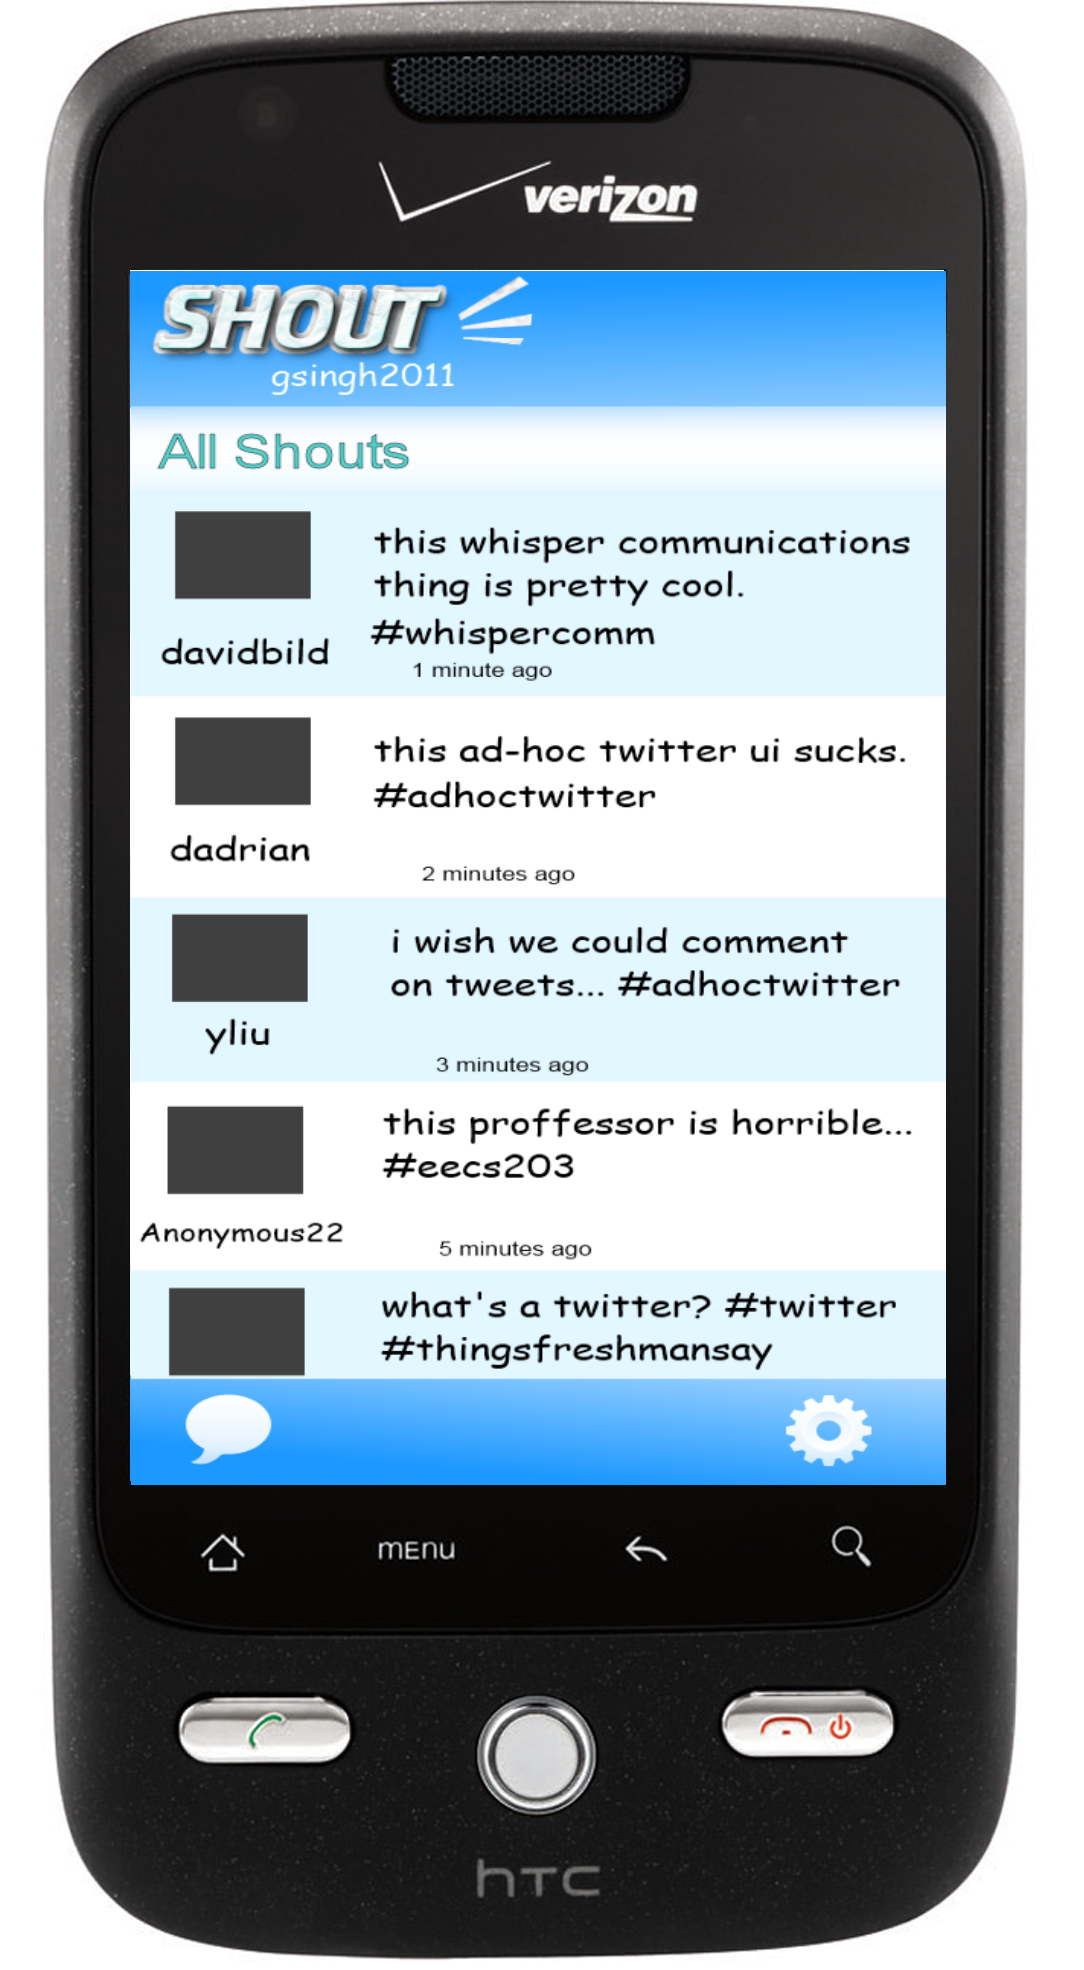 verizon
SHOUT
gsingh2011
All Shouts
this whisper communications
thing is pretty cool.
#whispercomm
davidbild
1 minute ago
this ad-hoc twitter ui sucks.
#adhoctwitter
dadrian
2 minutes ago
i wish we could comment
on tweets... #adhoctwitter
yliu
3 minutes ago
this proffessor is horrible...
#eecs203
Anonymous22
5 minutes ago
what's a twitter? #twitter
#thingsfreshmansay
MENU
hTC